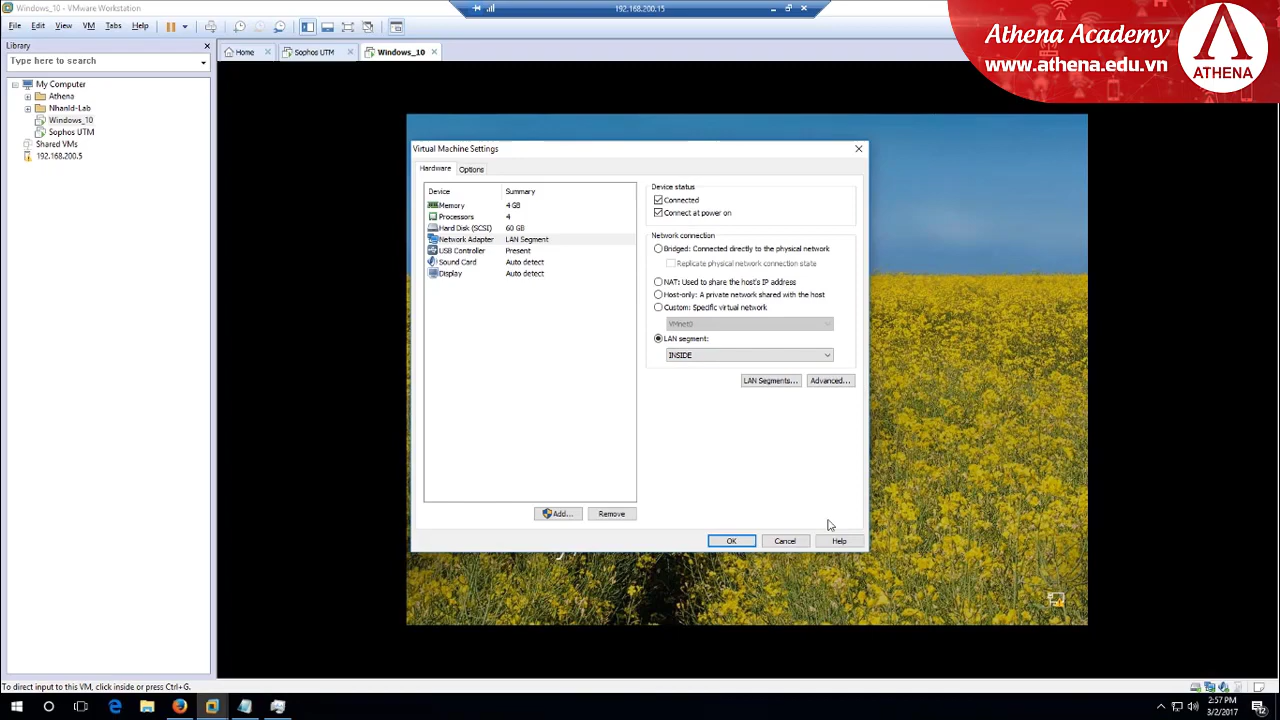 Windows_10 - VMware Workstation
192.168.200.15
File Edit View VM Tabs Help
Athena Academy
www.athena.edu.vn
ATHENA
Library
Type here to search
Home
Sophos UTM
Windows_10
My Computer
Athena
Nhanld-Lab
Windows_10
Sophos UTM
Shared VMs
192.168.200.5
Virtual Machine Settings
Hardware Options
Device Summary
Memory 4 GB
Processors 4
Hard Disk (SCSI) 60 GB
Network Adapter LAN Segment
USB Controller Present
Sound Card Auto detect
Display Auto detect
Add... Remove
Device status
Connected
Connect at power on
Network connection
Bridged: Connected directly to the physical network
Replicate physical network connection state
NAT: Used to share the host's IP address
Host-only: A private network shared with the host
Custom: Specific virtual network
VMnet0
LAN segment:
INSIDE
LAN Segments... Advanced...
OK Cancel Help
To direct input to this VM, click inside or press Ctrl+G.
2:57 PM
3/2/2017
12